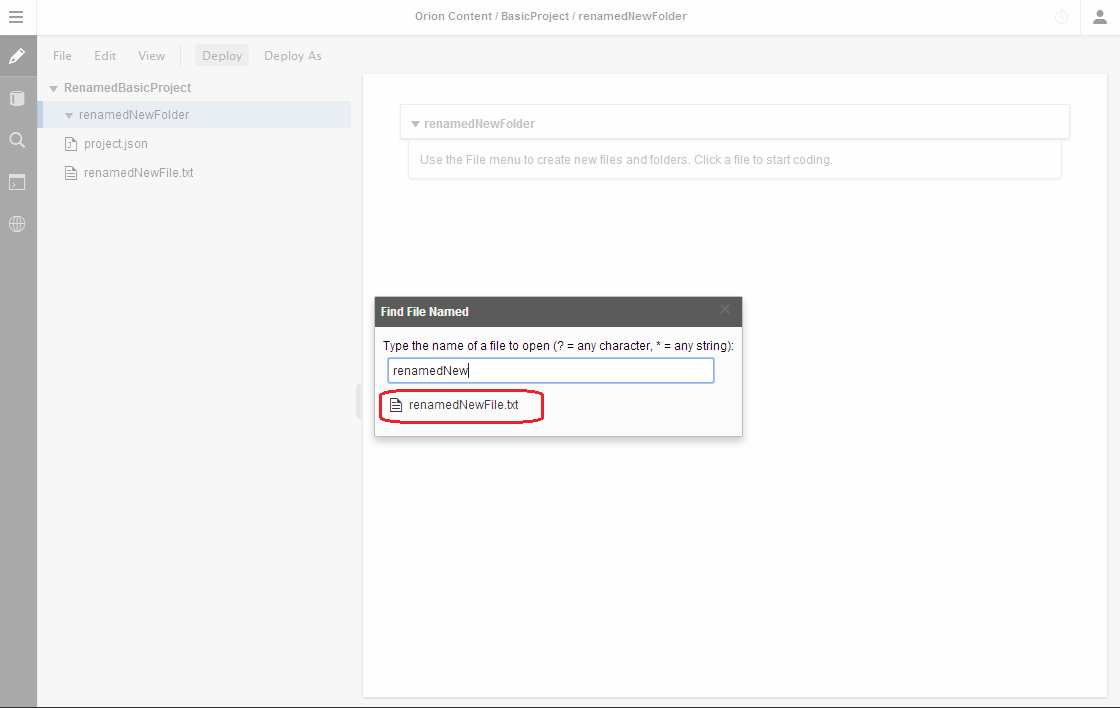 Orion Content / BasicProject / renamedNewFolder
File Edit View Deploy Deploy As
RenamedBasicProject
renamedNewFolder
project.json
renamedNewFile.txt
renamedNewFolder
Use the File menu to create new files and folders. Click a file to start coding.
Find File Named
Type the name of a file to open (? = any character, * = any string):
renamedNew
renamedNewFile.txt